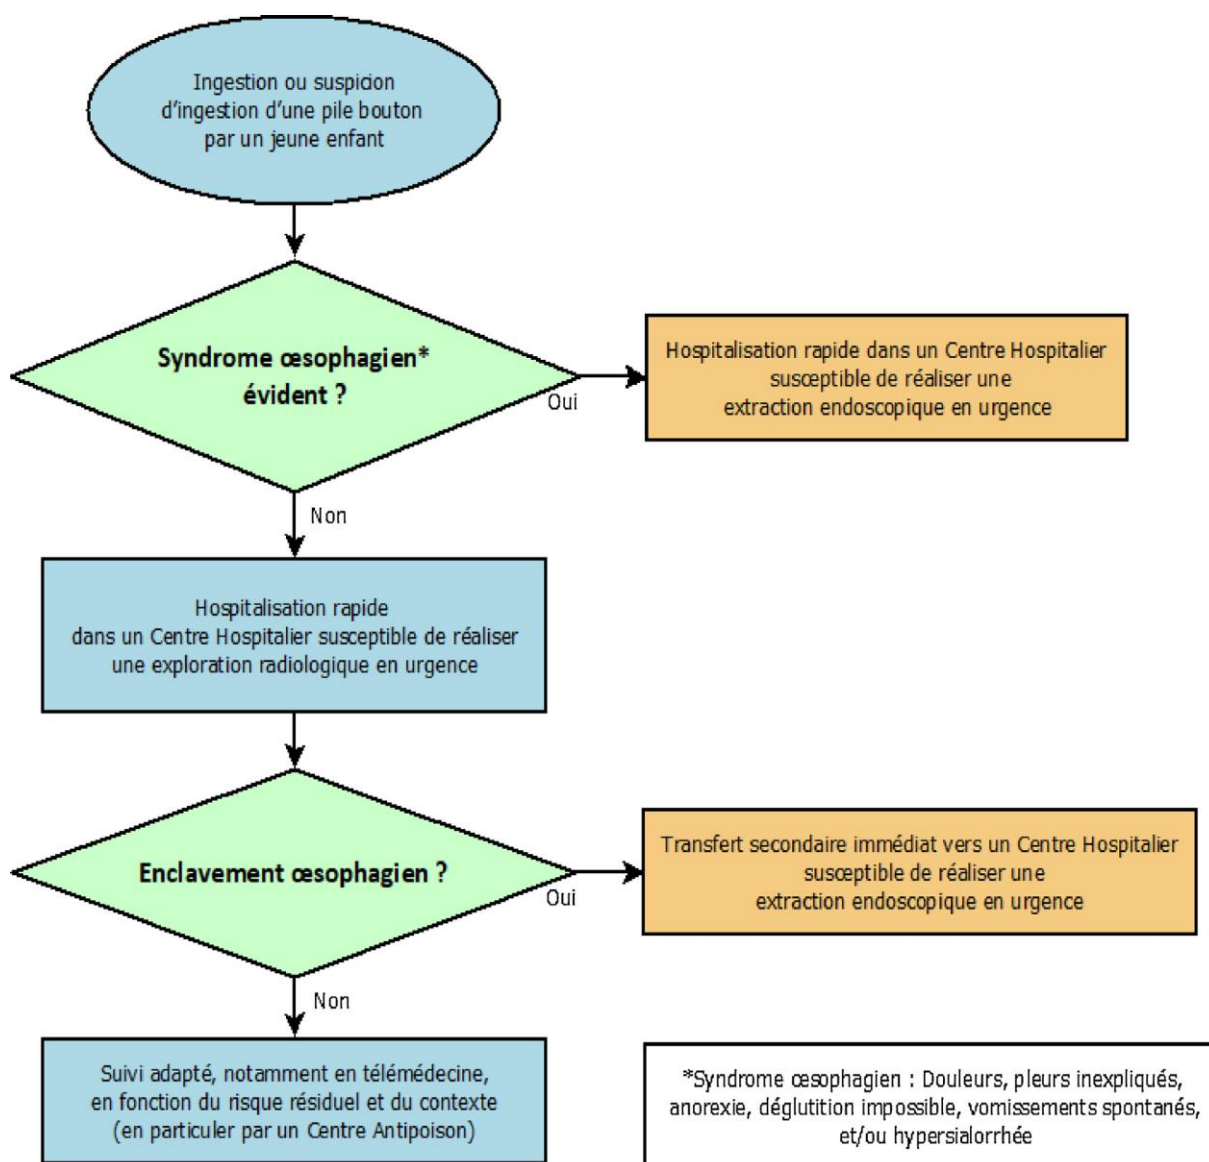 Ingestion ou suspicion
d'ingestion d'une pile bouton
par un jeune enfant
Syndrome œsophagien*
évident ?
Oui
Hospitalisation rapide dans un Centre Hospitalier
susceptible de réaliser une
extraction endoscopique en urgence
Non
Hospitalisation rapide
dans un Centre Hospitalier susceptible de réaliser
une exploration radiologique en urgence
Enclavement œsophagien ?
Oui
Transfert secondaire immédiat vers un Centre Hospitalier
susceptible de réaliser une
extraction endoscopique en urgence
Non
Suivi adapté, notamment en télémédecine,
en fonction du risque résiduel et du contexte
(en particuler par un Centre Antipoison)
*Syndrome œsophagien : Douleurs, pleurs inexpliqués,
anorexie, déglutition impossible, vomissements spontanés,
et/ou hypersialorrhée